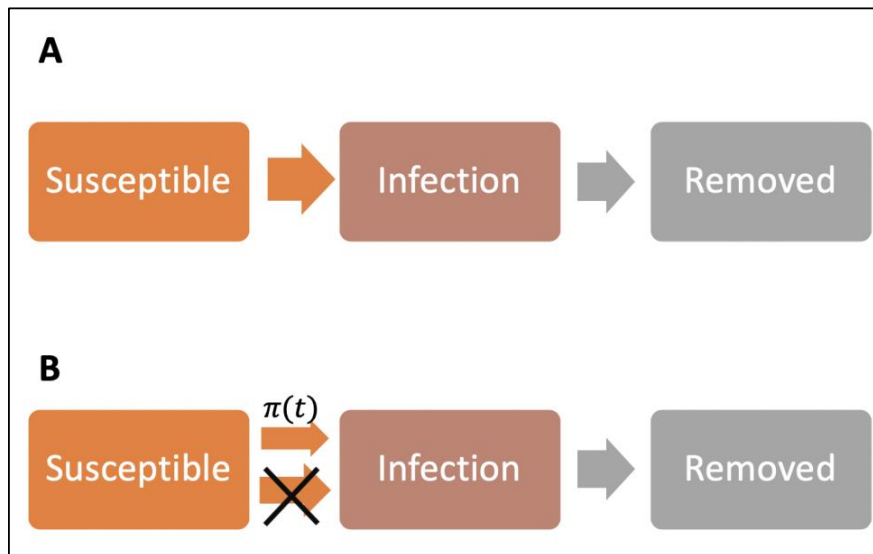 A
Susceptible Infection Removed
B
π(t)
Susceptible Infection Removed